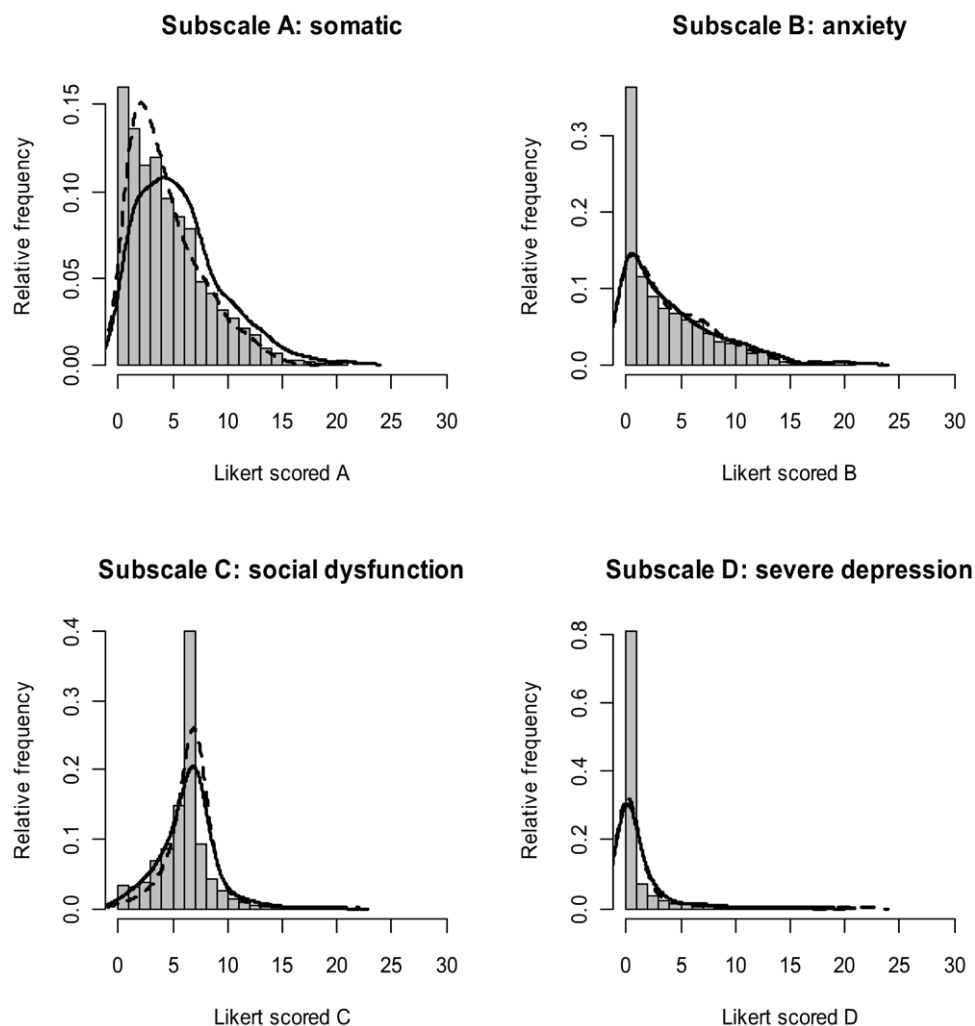 Subscale A: somatic
Relative frequency
0.15
0.10
0.05
0.00
0 5 10 15 20 25 30
Likert scored A
Subscale B: anxiety
Relative frequency
0.3
0.2
0.1
0.0
0 5 10 15 20 25 30
Likert scored B
Subscale C: social dysfunction
Relative frequency
0.4
0.3
0.2
0.1
0.0
0 5 10 15 20 25 30
Likert scored C
Subscale D: severe depression
Relative frequency
0.8
0.6
0.4
0.2
0.0
0 5 10 15 20 25 30
Likert scored D